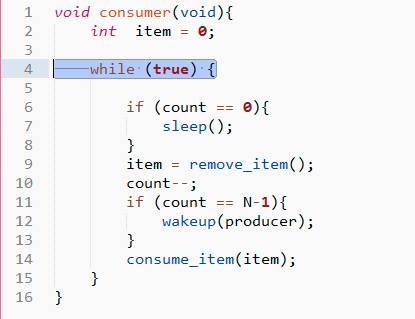 1 void consumer(void){
2     int  item = 0;
3
4     while (true) {
5
6         if (count == 0){
7             sleep();
8         }
9         item = remove_item();
10         count--;
11         if (count == N-1){
12             wakeup(producer);
13         }
14         consume_item(item);
15     }
16 }